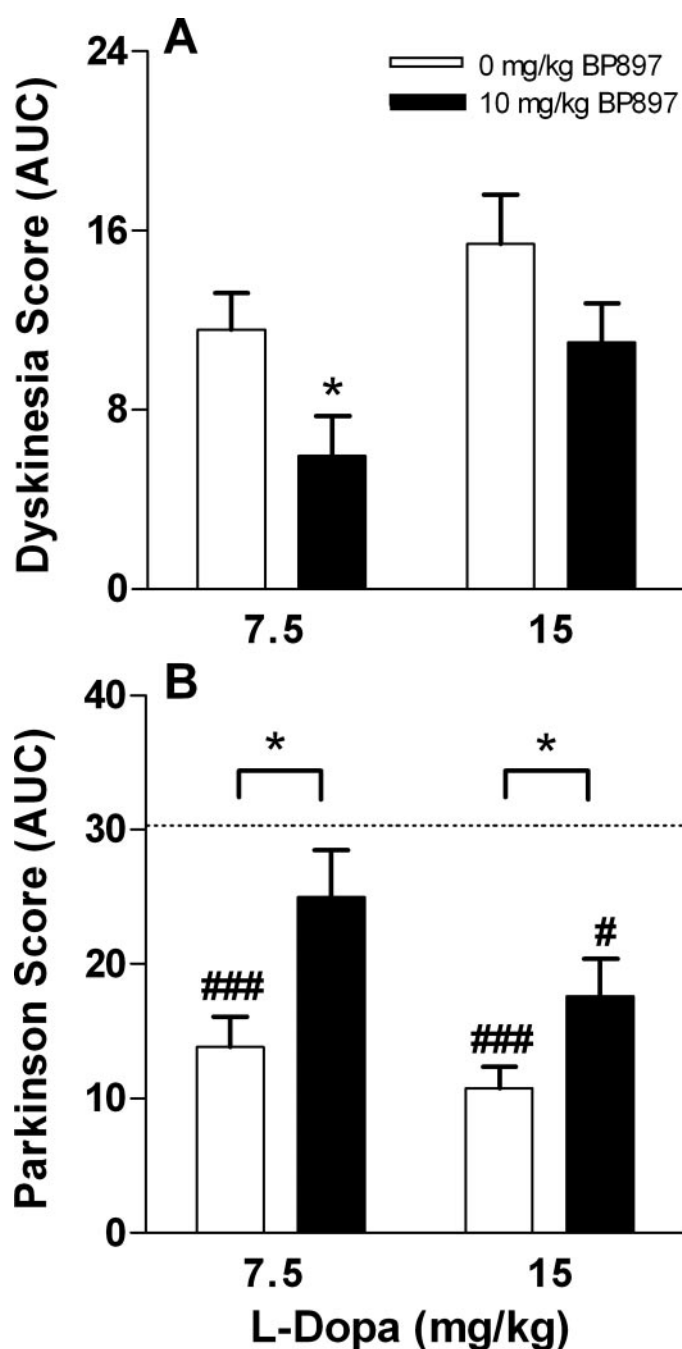 A
24
0 mg/kg BP897
10 mg/kg BP897
16
*
8
0
Dyskinesia Score (AUC)
7.5 15
B
40
* *
30
#
###
20
###
10
0
Parkinson Score (AUC)
7.5 15
L-Dopa (mg/kg)